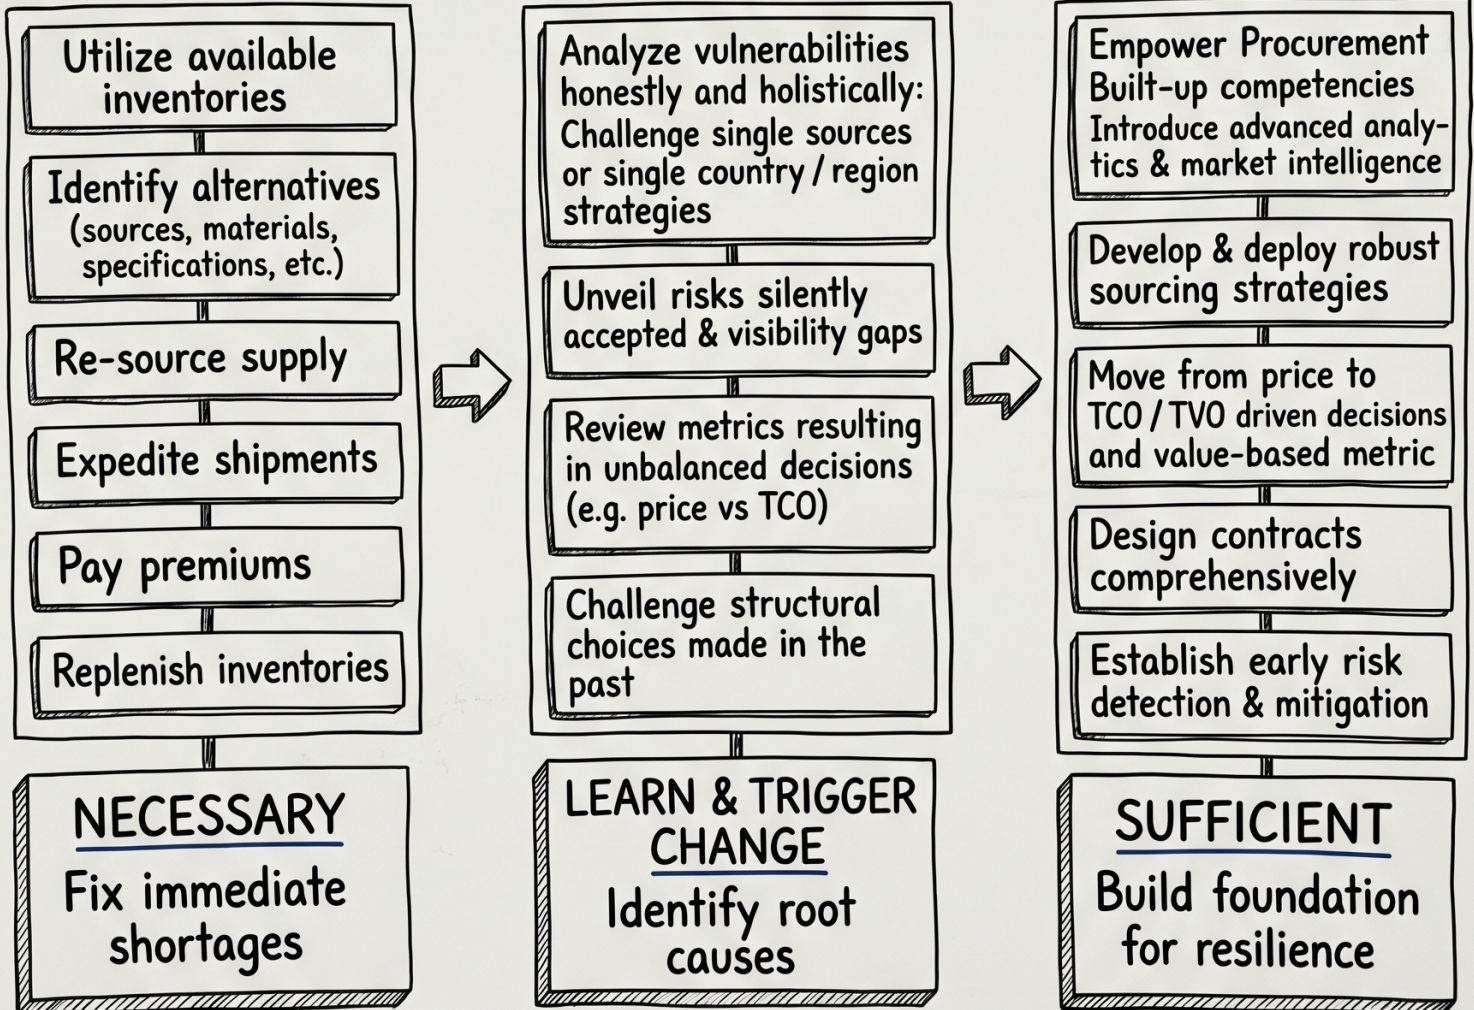 Utilize available
inventories
Identify alternatives
(sources, materials,
specifications, etc.)
Re-source supply
Expedite shipments
Pay premiums
Replenish inventories
NECESSARY
Fix immediate
shortages
Analyze vulnerabilities
honestly and holistically:
Challenge single sources
or single country / region
strategies
Unveil risks silently
accepted & visibility gaps
Review metrics resulting
in unbalanced decisions
(e.g. price vs TCO)
Challenge structural
choices made in the
past
LEARN & TRIGGER
CHANGE
Identify root
causes
Empower Procurement
Built-up competencies
Introduce advanced analy-
tics & market intelligence
Develop & deploy robust
sourcing strategies
Move from price to
TCO / TVO driven decisions
and value-based metric
Design contracts
comprehensively
Establish early risk
detection & mitigation
SUFFICIENT
Build foundation
for resilience